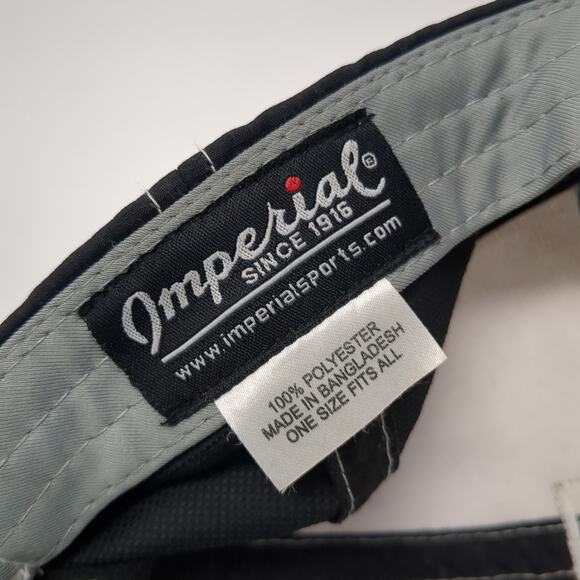 Imperial®
SINCE 1916
www.imperialsports.com
100% POLYESTER
MADE IN BANGLADESH
ONE SIZE FITS ALL